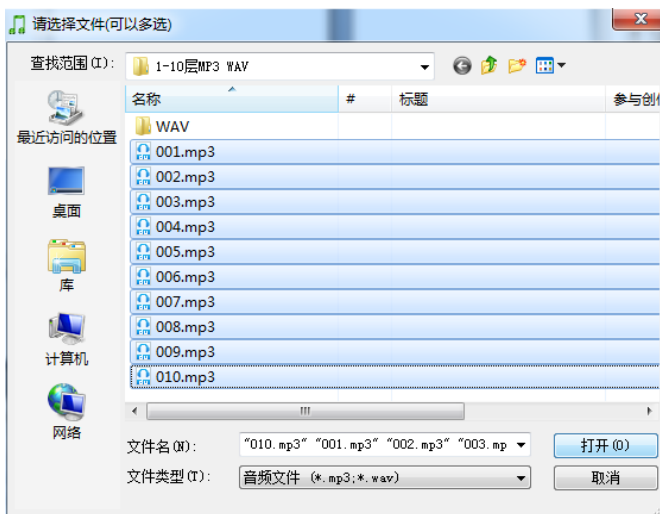 请选择文件(可以多选)
查找范围(I): 1-10层MP3 WAV
名称 # 标题 参与创
最近访问的位置
桌面
库
计算机
网络
WAV
001.mp3
002.mp3
003.mp3
004.mp3
005.mp3
006.mp3
007.mp3
008.mp3
009.mp3
010.mp3
文件名(N): "010.mp3" "001.mp3" "002.mp3" "003.mp 打开(O)
文件类型(T): 音频文件 (*.mp3;*.wav) 取消